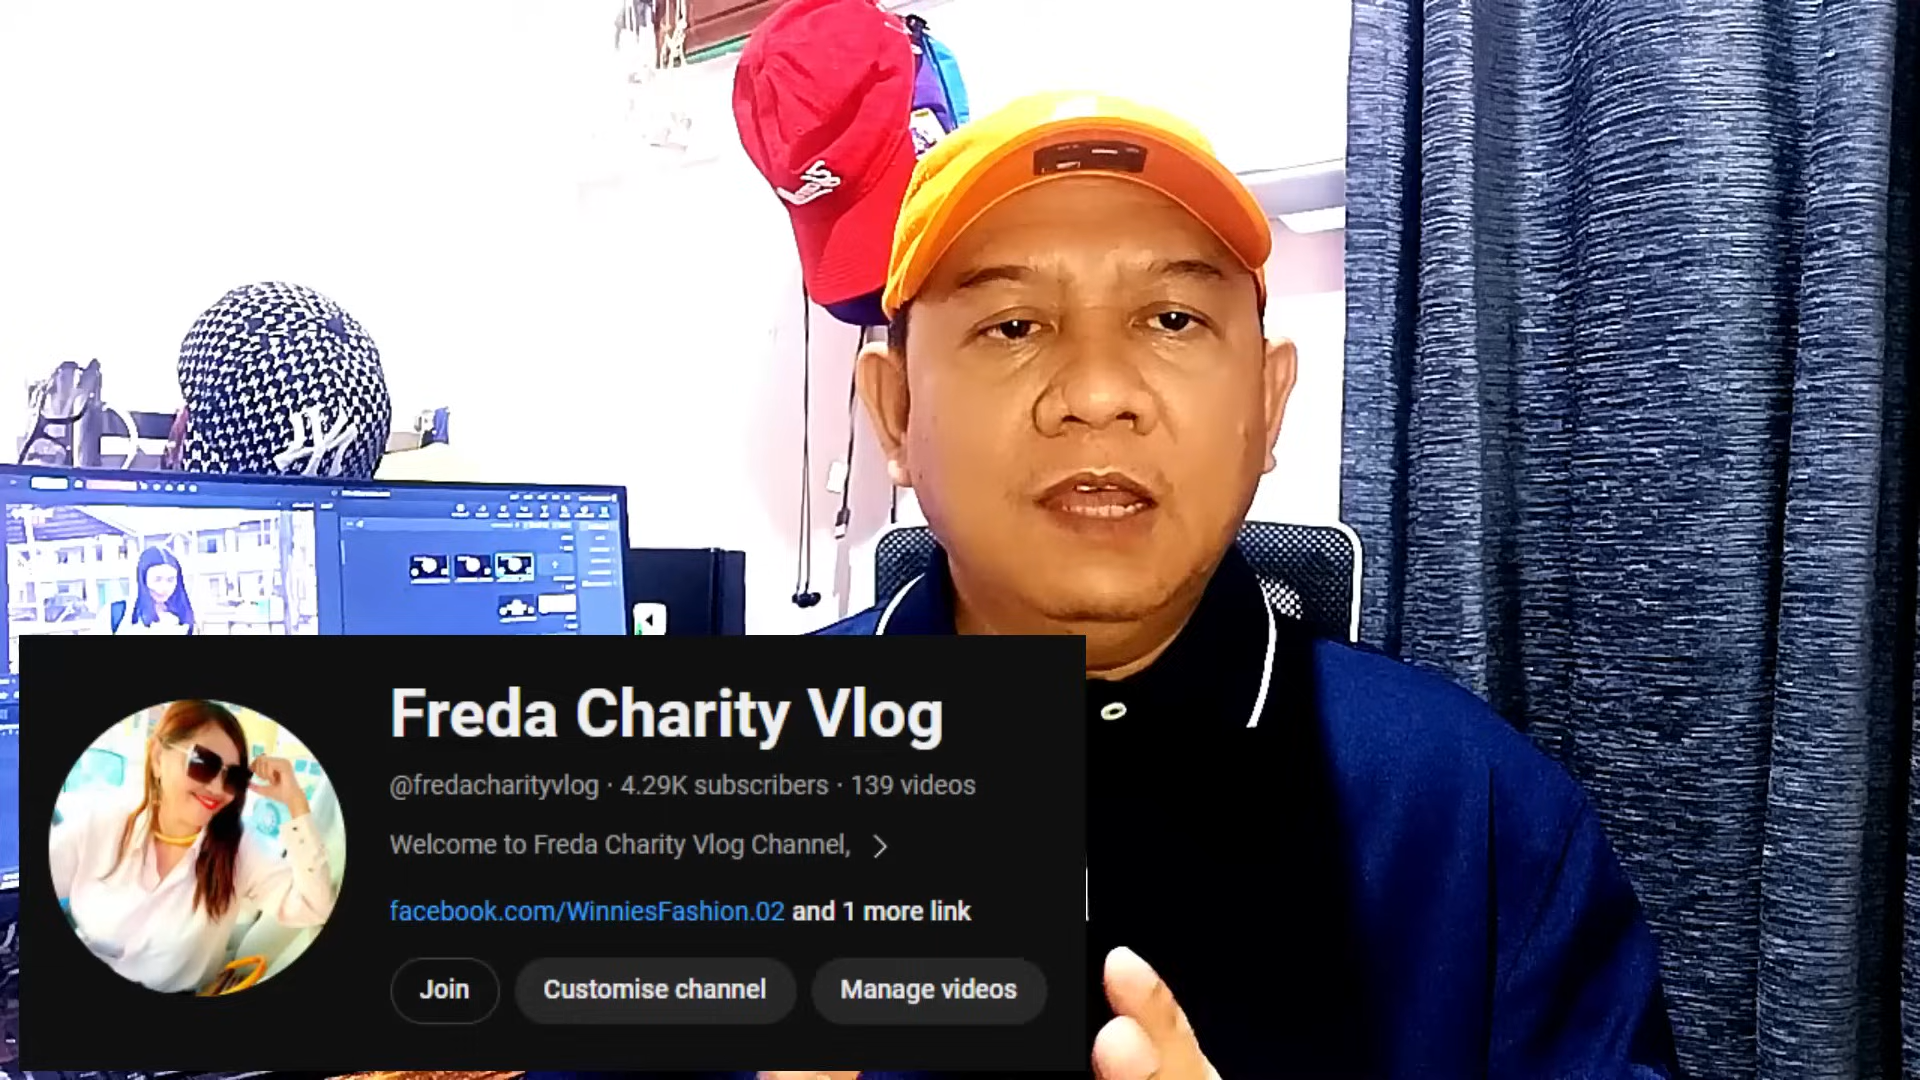 Freda Charity Vlog
@fredacharityvlog · 4.29K subscribers · 139 videos
Welcome to Freda Charity Vlog Channel,
facebook.com/WinniesFashion.02 and 1 more link
Join
Customise channel
Manage videos